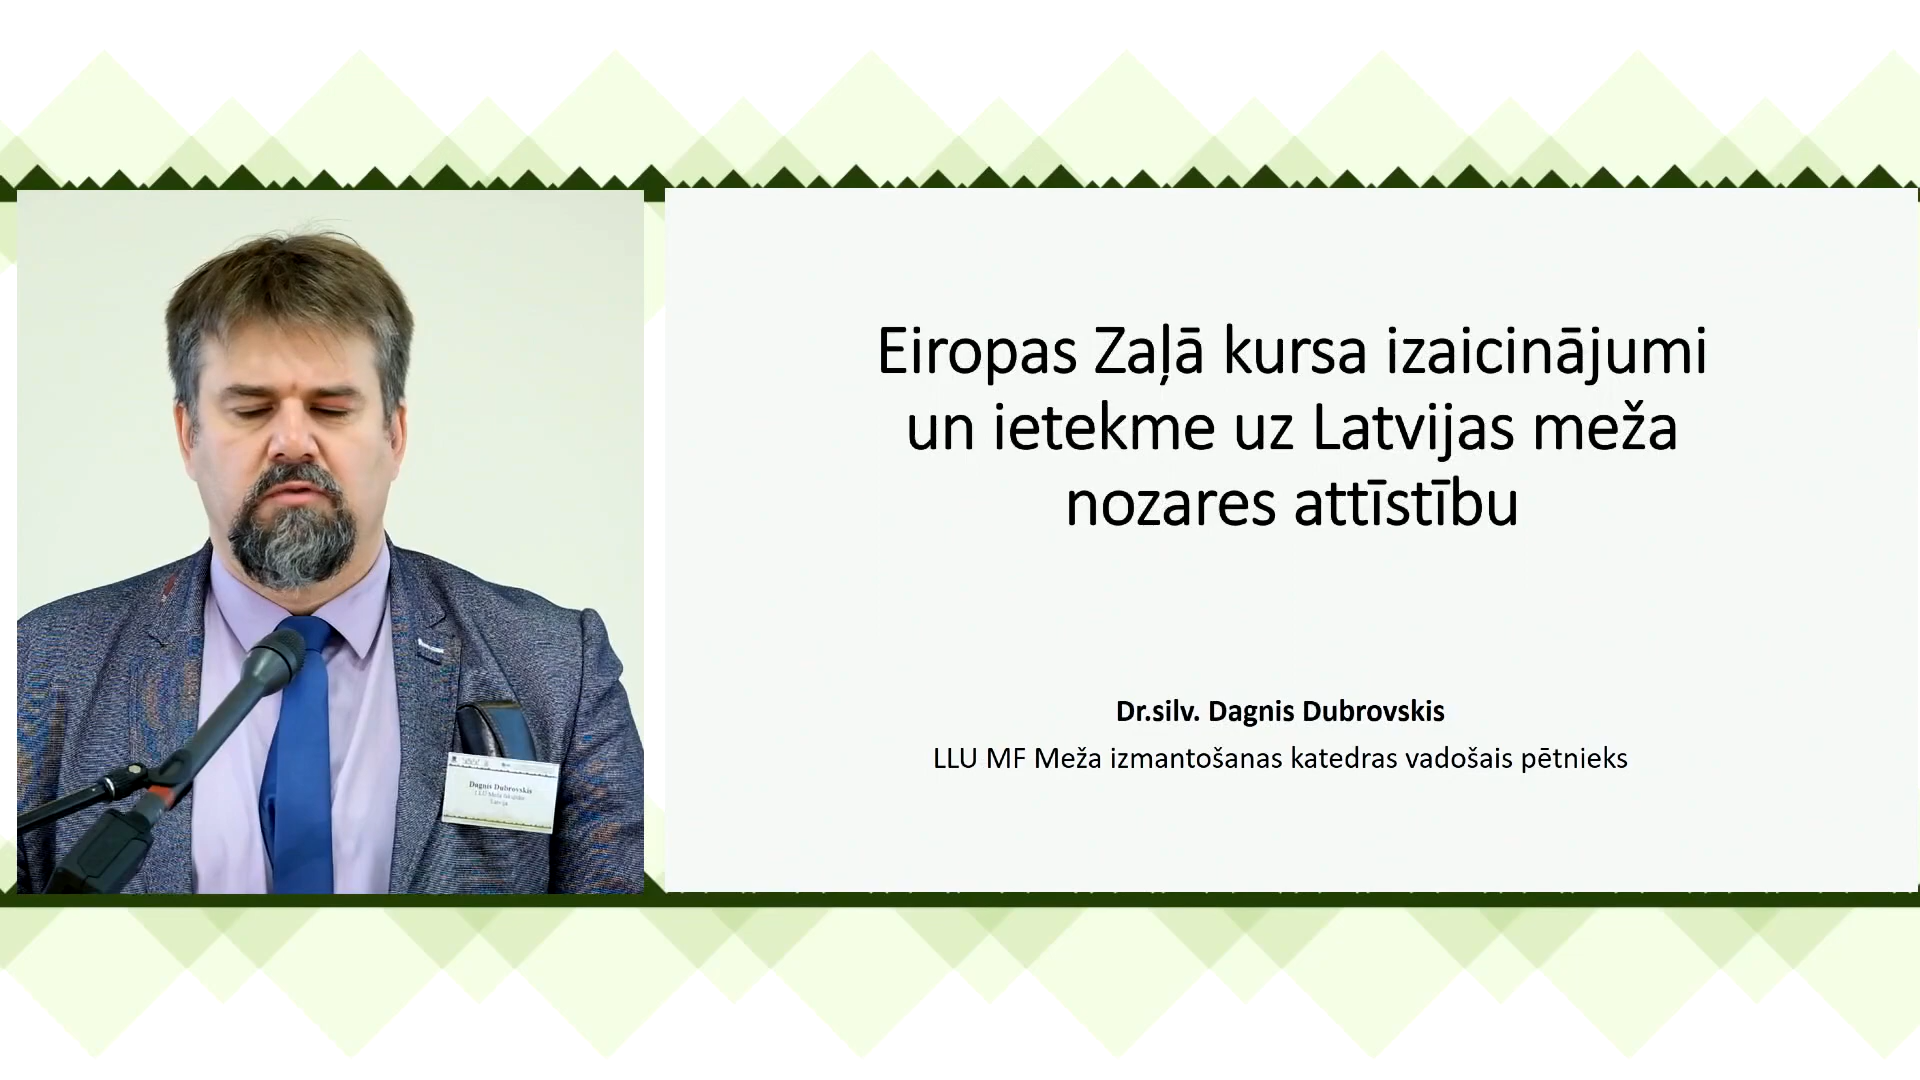 Eiropas Zaļā kursa izaicinājumi
un ietekme uz Latvijas meža
nozares attīstību
Dr.silv. Dagnis Dubrovskis
LLU MF Meža izmantošanas katedras vadošais pētnieks
Dagnis Dubrovskis